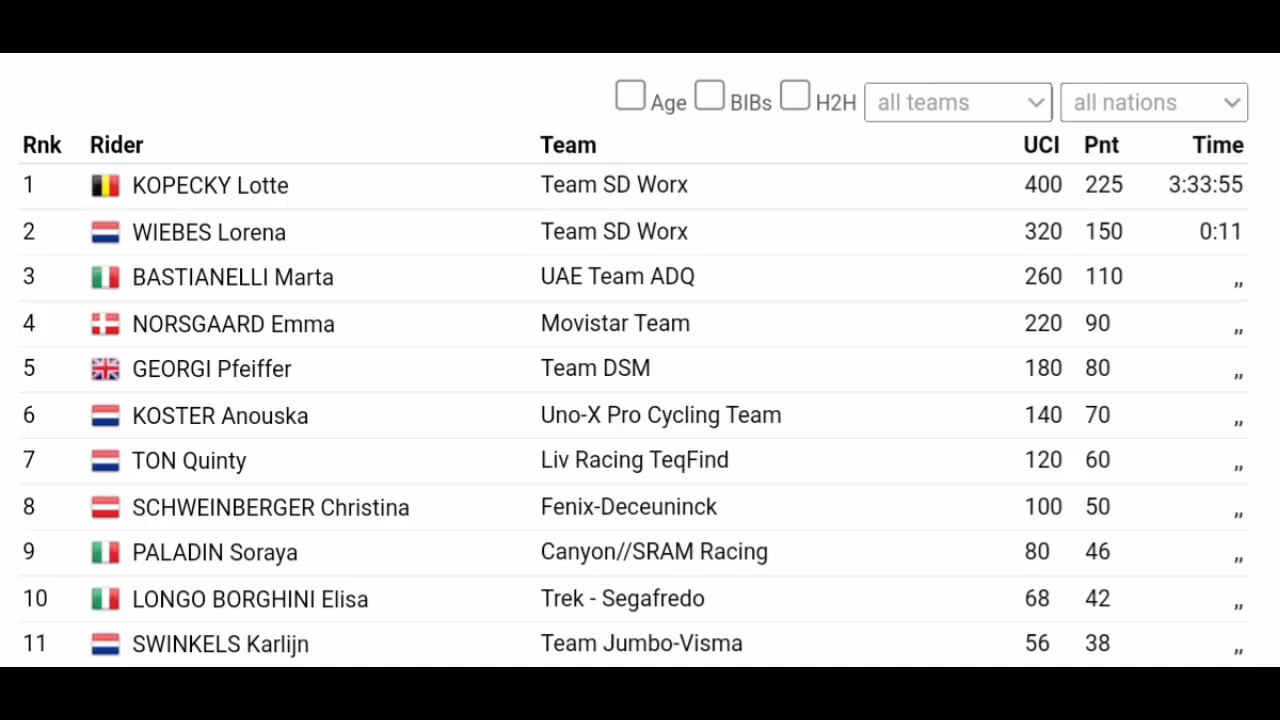 Age BIBs H2H all teams all nations
Rnk Rider Team UCI Pnt Time
1 KOPECKY Lotte Team SD Worx 400 225 3:33:55
2 WIEBES Lorena Team SD Worx 320 150 0:11
3 BASTIANELLI Marta UAE Team ADQ 260 110 ,,
4 NORSGAARD Emma Movistar Team 220 90 ,,
5 GEORGI Pfeiffer Team DSM 180 80 ,,
6 KOSTER Anouska Uno-X Pro Cycling Team 140 70 ,,
7 TON Quinty Liv Racing TeqFind 120 60 ,,
8 SCHWEINBERGER Christina Fenix-Deceuninck 100 50 ,,
9 PALADIN Soraya Canyon//SRAM Racing 80 46 ,,
10 LONGO BORGHINI Elisa Trek - Segafredo 68 42 ,,
11 SWINKELS Karlijn Team Jumbo-Visma 56 38 ,,